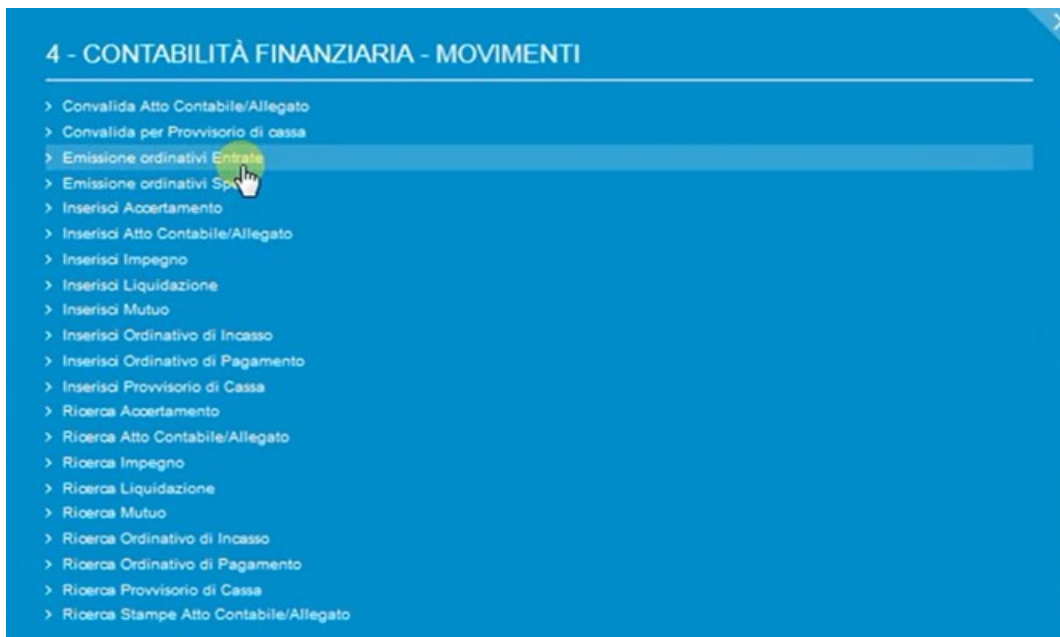 4 - CONTABILITÀ FINANZIARIA - MOVIMENTI
> Convalida Atto Contabile/Allegato
> Convalida per Provvisorio di cassa
> Emissione ordinativi Entrate
> Emissione ordinativi
> Inserisci Accertamento
> Inserisci Atto Contabile/Allegato
> Inserisci Impegno
> Inserisci Liquidazione
> Inserisci Mutuo
> Inserisci Ordinativo di Incasso
> Inserisci Ordinativo di Pagamento
> Inserisci Provvisorio di Cassa
> Ricerca Accertamento
> Ricerca Atto Contabile/Allegato
> Ricerca Impegno
> Ricerca Liquidazione
> Ricerca Mutuo
> Ricerca Ordinativo di Incasso
> Ricerca Ordinativo di Pagamento
> Ricerca Provvisorio di Cassa
> Ricerca Stampe Atto Contabile/Allegato